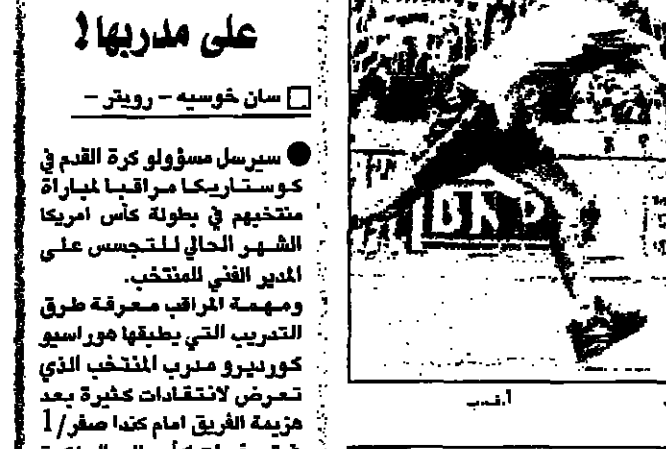 على مدربها !
سان خوسيه – رويتر –
● سيرسل مسؤولو كرة القدم في
كوستاريكا مراقبا لمباراة
منتخبهم في بطولة كأس امريكا
الشهر الحالي للتجسس على
المدير الفني للمنتخب.
ومهمة المراقب معرفة طرق
التدريب التي يطبقها هوراسيو
كورديرو مدرب المنتخب الذي
تعرض لانتقادات كثيرة بعد
هزيمة الفريق امام كندا صفر/1
BNP
أ.ف.ب